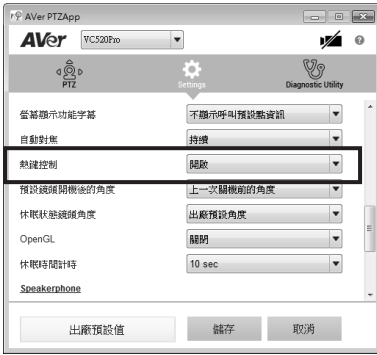 AVer PTZApp
AVer VC520Pro
PTZ Settings Diagnostic Utility
螢幕顯示功能字幕 不顯示呼叫預設點資訊
自動對焦 持續
熱鍵控制 開啟
預設鏡頭開機後的角度 上一次關機前的角度
休眠狀態鏡頭角度 出廠預設角度
OpenGL 關閉
休眠時間計時 10 sec
Speakerphone
出廠預設值 儲存 取消